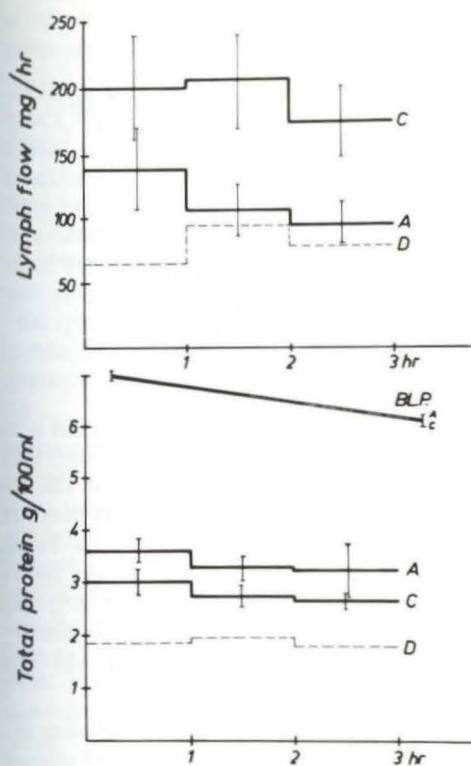 Lymph flow mg/hr
250
200
150
100
50
C
A
D
1 2 3 hr
Total protein g/100ml
6
5
4
3
2
1
BLP.
A
C
A
C
D
1 2 3 hr